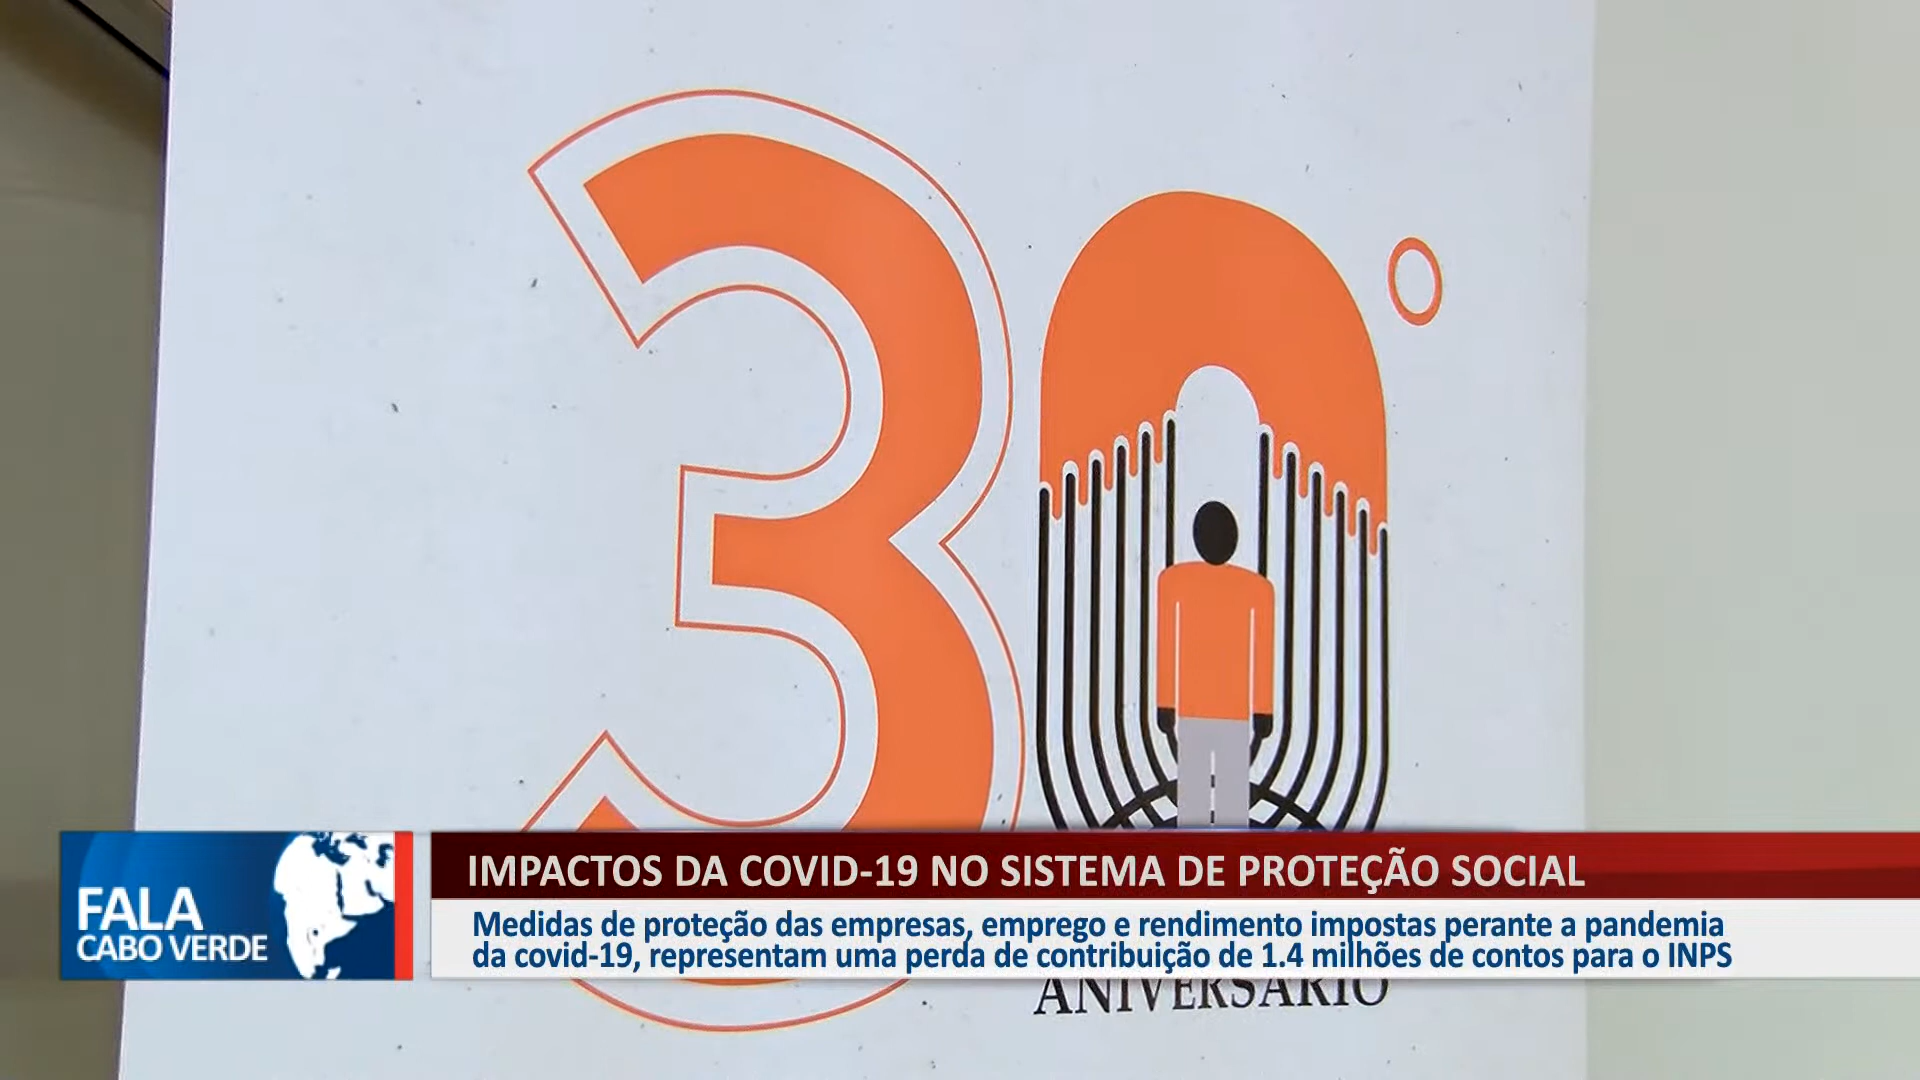 30º
IMPACTOS DA COVID-19 NO SISTEMA DE PROTEÇÃO SOCIAL
FALA
CABO VERDE
Medidas de proteção das empresas, emprego e rendimento impostas perante a pandemia
da covid-19, representam uma perda de contribuição de 1.4 milhões de contos para o INPS
ANIVERSÁRIO